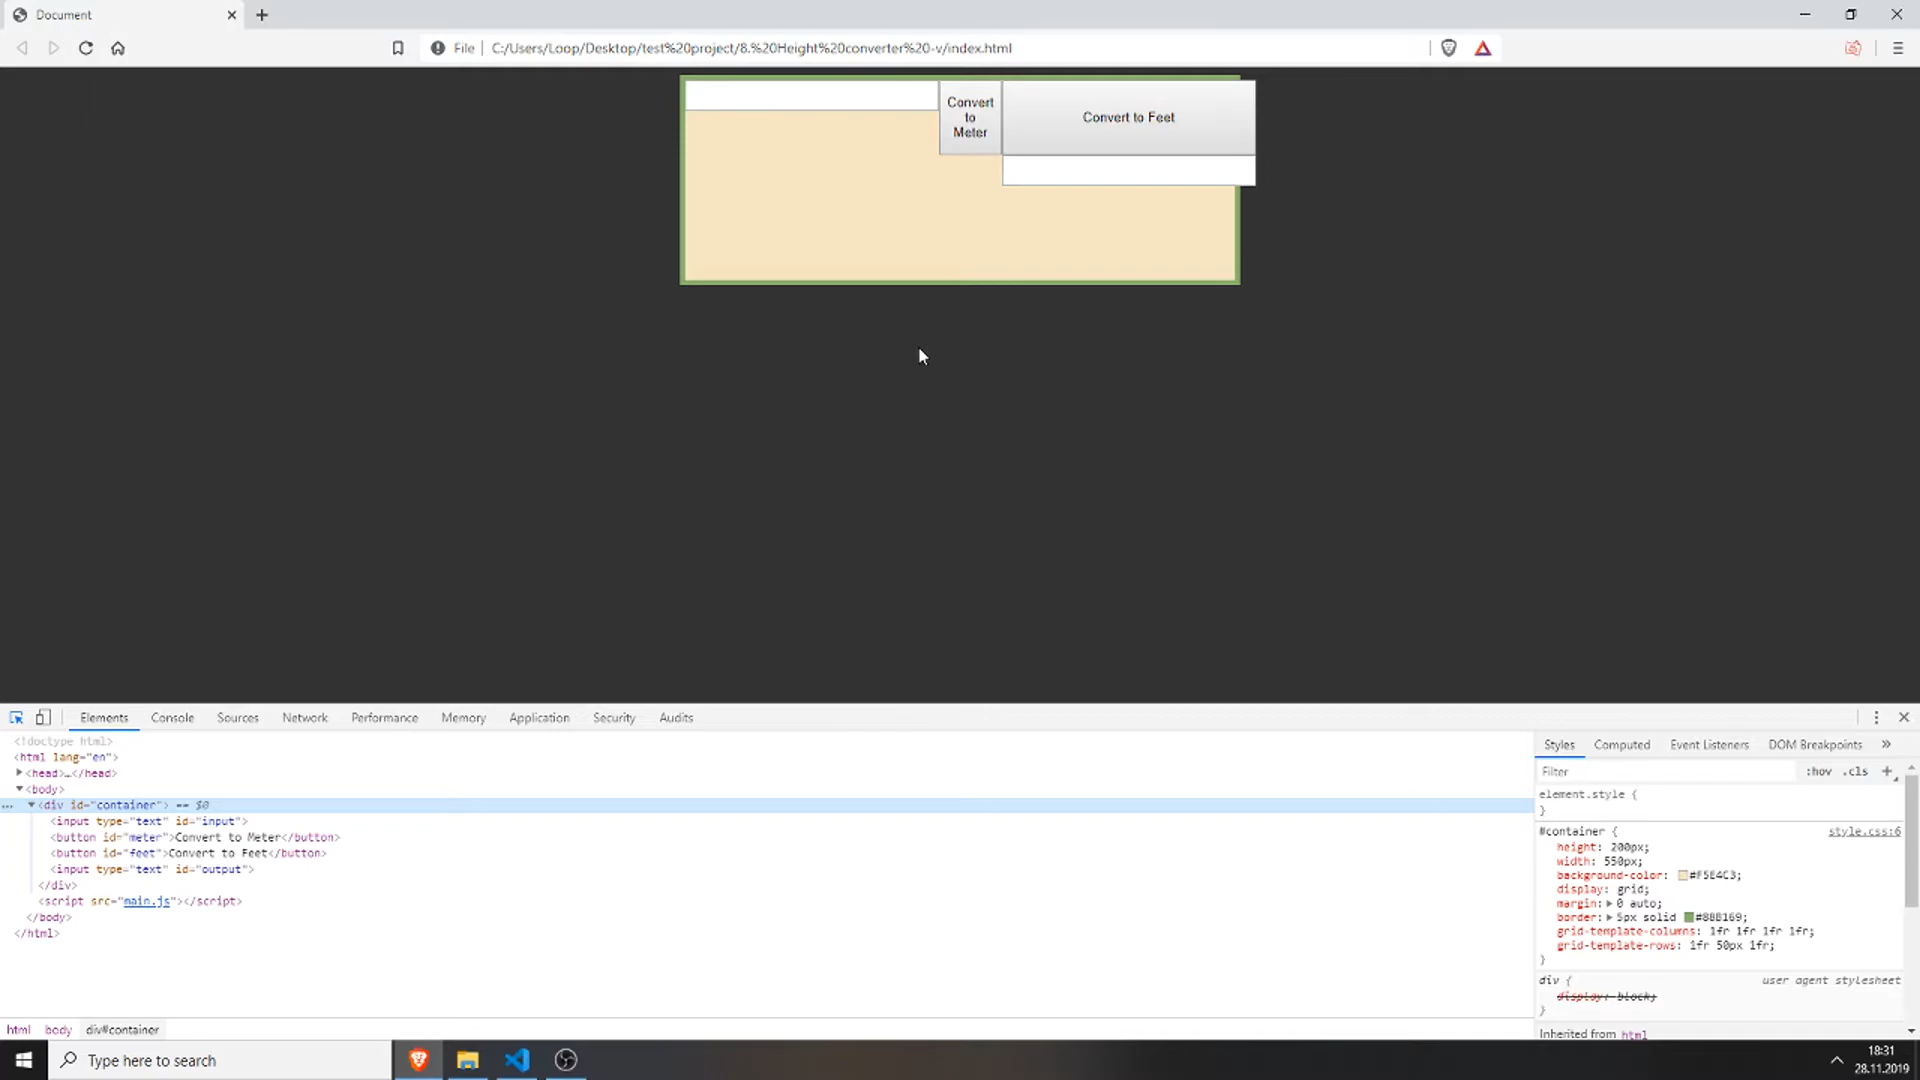 Document
File
C:/Users/Loop/Desktop/test%20project/8.%20Height%20converter%20-v/index.html
Convert
to
Meter
Convert to Feet
Elements Console Sources Network Performance Memory Application Security Audits
<!doctype html>
<html lang="en">
<head>…</head>
<body>
<div id="container"> == $0
<input type="text" id="input">
<button id="meter">Convert to Meter</button>
<button id="feet">Convert to Feet</button>
<input type="text" id="output">
</div>
<script src="main.js"></script>
</body>
</html>
html body div#container
Styles Computed Event Listeners DOM Breakpoints »
Filter :hov .cls +
element.style {
}
#container { style.css:6
height: 200px;
width: 550px;
background-color: #F5E4C3;
display: grid;
margin: 0 auto;
border: 5px solid #88B169;
grid-template-columns: 1fr 1fr 1fr 1fr;
grid-template-rows: 1fr 50px 1fr;
}
div { user agent stylesheet
display: block;
}
Inherited from html
Type here to search
18:31
28.11.2019